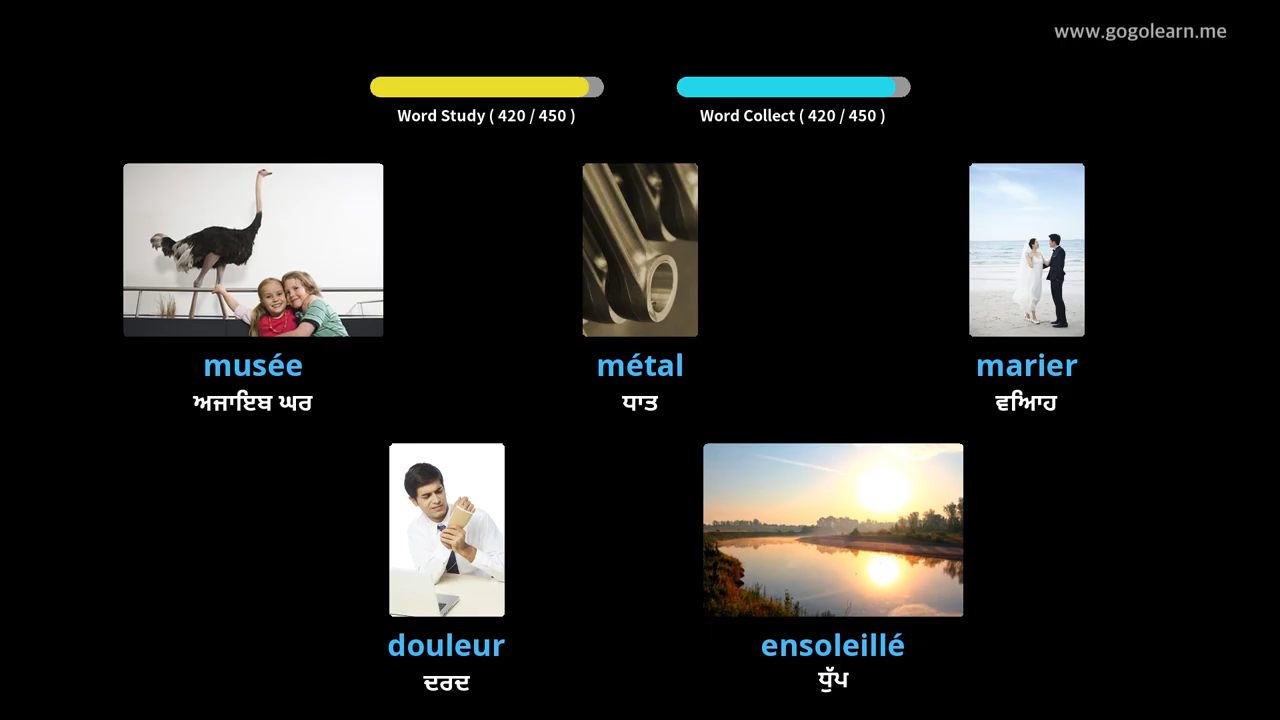 www.gogolearn.me
Word Study ( 420 / 450 )
Word Collect ( 420 / 450 )
musée
ਅਜਾਇਬ ਘਰ
métal
ਧਾਤ
marier
ਵਿਆਹ
douleur
ਦਰਦ
ensoleillé
ਧੁੱਪ